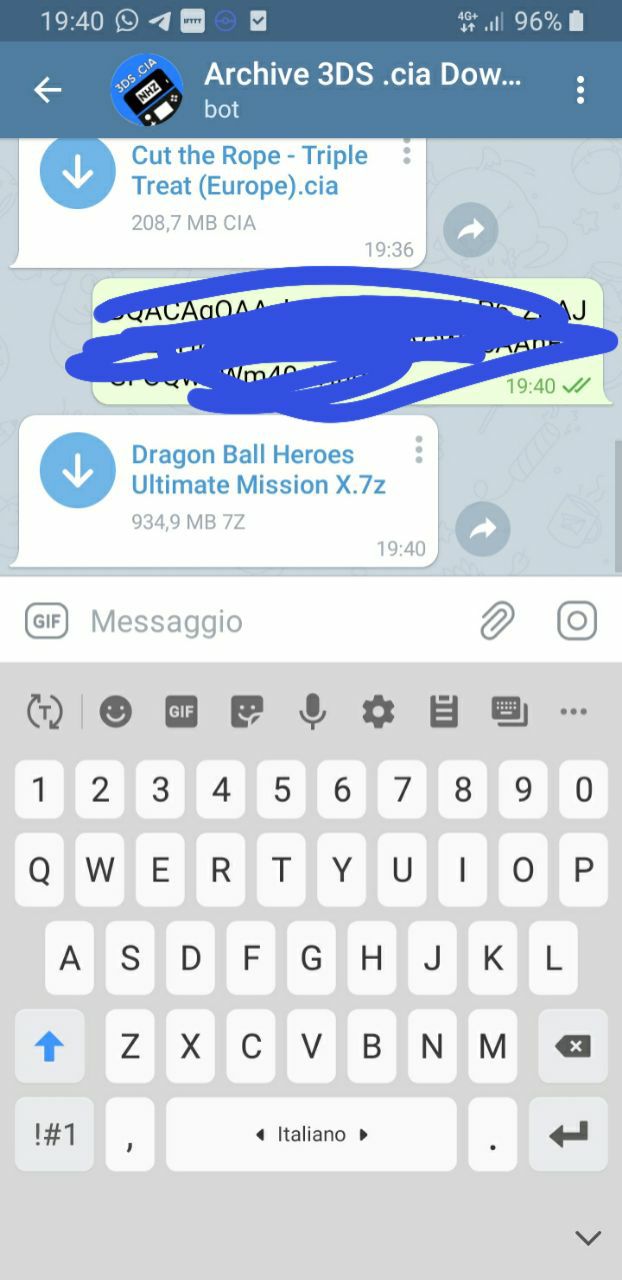 19:40 IFTTT 4G+ 96%
3DS .CIA
NHZ
Archive 3DS .cia Dow...
bot
Cut the Rope - Triple
Treat (Europe).cia
208,7 MB CIA
19:36
19:40
Dragon Ball Heroes
Ultimate Mission X.7z
934,9 MB 7Z
19:40
GIF Messaggio
T GIF
1 2 3 4 5 6 7 8 9 0
Q W E R T Y U I O P
A S D F G H J K L
Z X C V B N M
!#1 , Italiano .